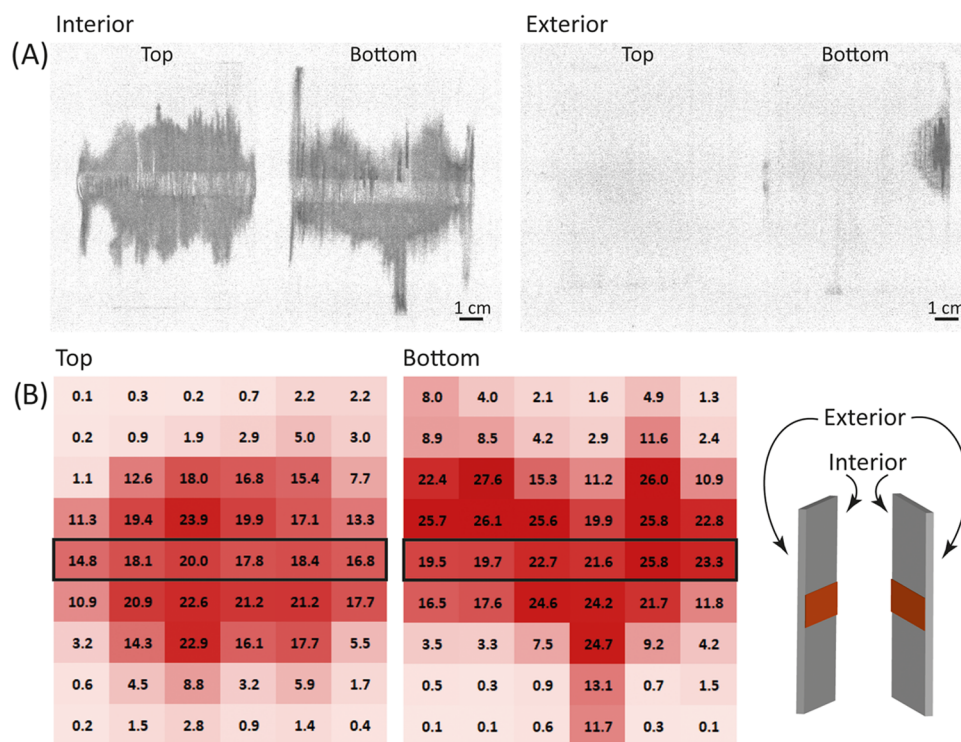 Interior
Exterior
(A)
Top
Bottom
Top
Bottom
1 cm
1 cm
Top
Bottom
(B)
0.1 0.3 0.2 0.7 2.2 2.2
0.2 0.9 1.9 2.9 5.0 3.0
1.1 12.6 18.0 16.8 15.4 7.7
11.3 19.4 23.9 19.9 17.1 13.3
14.8 18.1 20.0 17.8 18.4 16.8
10.9 20.9 22.6 21.2 21.2 17.7
3.2 14.3 22.9 16.1 17.7 5.5
0.6 4.5 8.8 3.2 5.9 1.7
0.2 1.5 2.8 0.9 1.4 0.4
8.0 4.0 2.1 1.6 4.9 1.3
8.9 8.5 4.2 2.9 11.6 2.4
22.4 27.6 15.3 11.2 26.0 10.9
25.7 26.1 25.6 19.9 25.8 22.8
19.5 19.7 22.7 21.6 25.8 23.3
16.5 17.6 24.6 24.2 21.7 11.8
3.5 3.3 7.5 24.7 9.2 4.2
0.5 0.3 0.9 13.1 0.7 1.5
0.1 0.1 0.6 11.7 0.3 0.1
Exterior
Interior